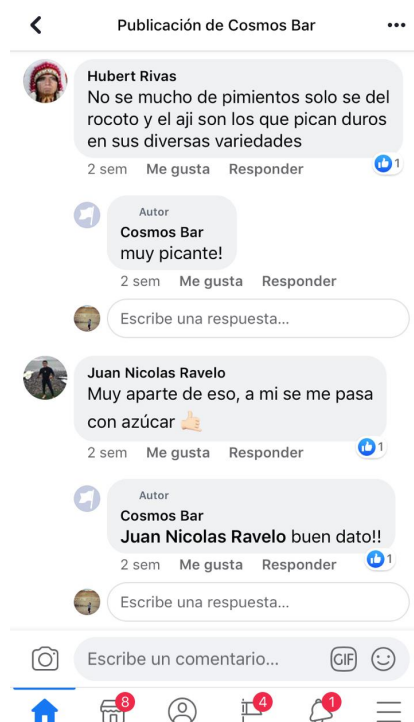 Publicación de Cosmos Bar
Hubert Rivas
No se mucho de pimientos solo se del
rocoto y el aji son los que pican duros
en sus diversas variedades
2 sem Me gusta Responder
1
Autor
Cosmos Bar
muy picante!
2 sem Me gusta Responder
Escribe una respuesta...
Juan Nicolas Ravelo
Muy aparte de eso, a mi se me pasa
con azúcar 🤙🏻
2 sem Me gusta Responder
1
Autor
Cosmos Bar
Juan Nicolas Ravelo buen dato!!
2 sem Me gusta Responder
1
Escribe una respuesta...
Escribe un comentario... GIF
8 4 1